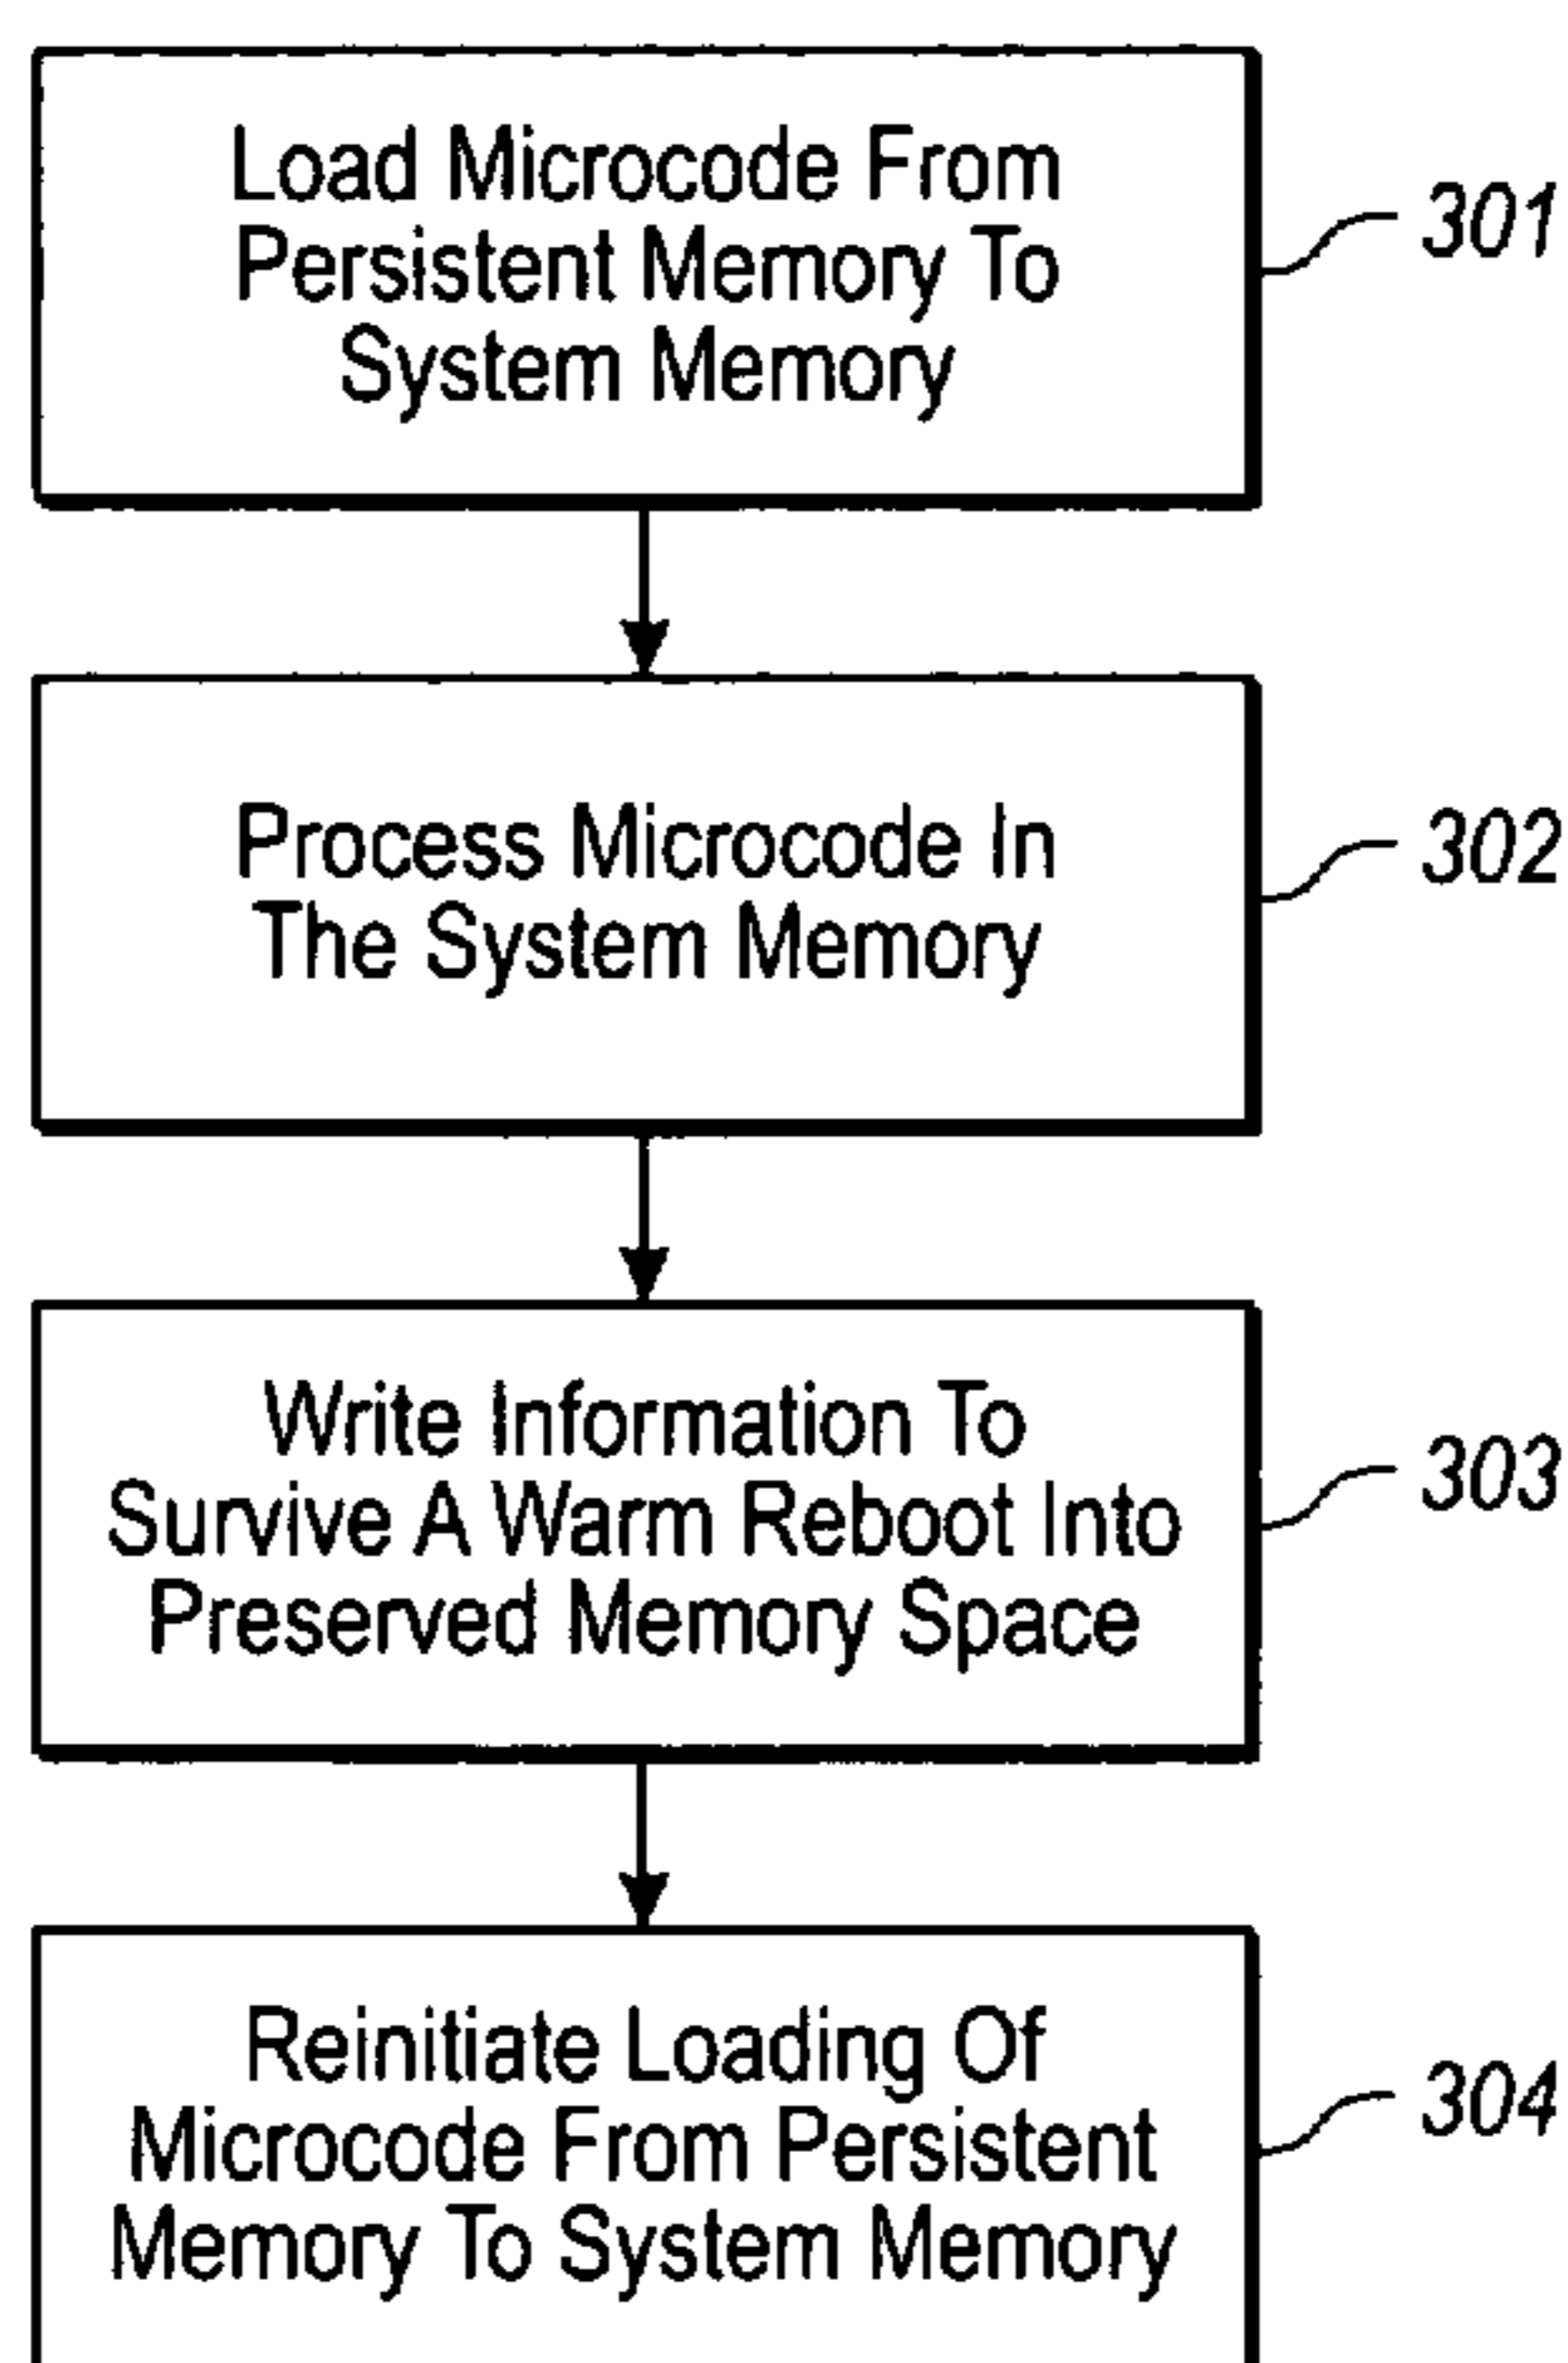 Load Microcode From
Persistent Memory To
System Memory
301
Process Microcode In
The System Memory
302
Write Information To
Survive A Warm Reboot Into
Preserved Memory Space
303
Reinitiate Loading Of
Microcode From Persistent
Memory To System Memory
304